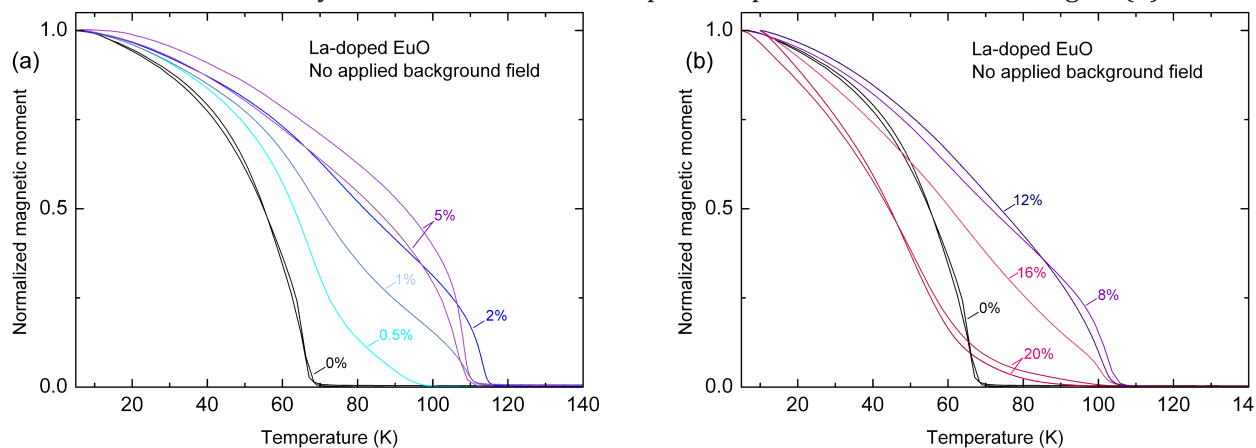 (a)
La-doped EuO
No applied background field
Normalized magnetic moment
1.0
0.5
0.0
5%
1%
2%
0.5%
0%
20 40 60 80 100 120 140
Temperature (K)
(b)
La-doped EuO
No applied background field
Normalized magnetic moment
1.0
0.5
0.0
12%
16%
8%
0%
20%
20 40 60 80 100 120 140
Temperature (K)